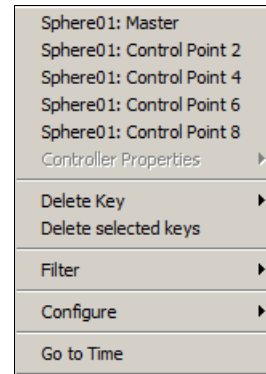 Sphere01: Master
Sphere01: Control Point 2
Sphere01: Control Point 4
Sphere01: Control Point 6
Sphere01: Control Point 8
Controller Properties
Delete Key
Delete selected keys
Filter
Configure
Go to Time